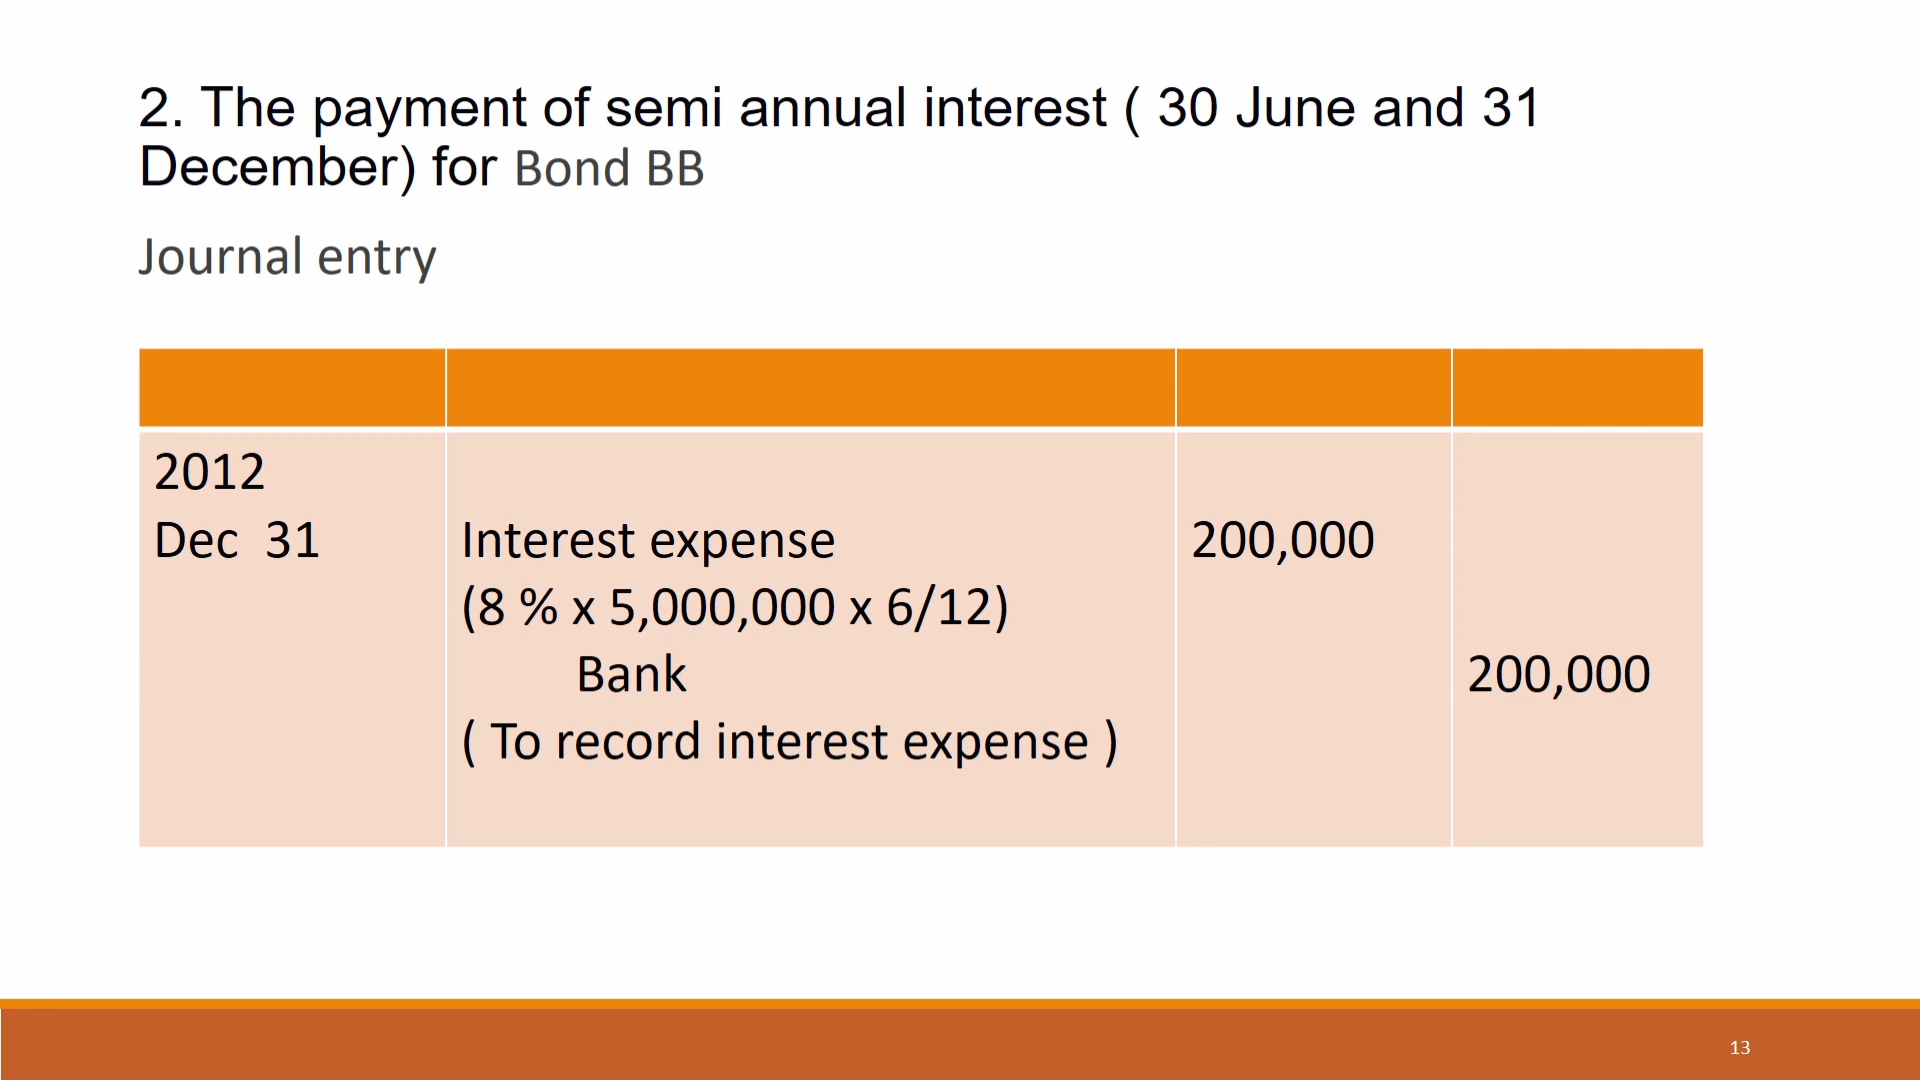 2. The payment of semi annual interest ( 30 June and 31
December) for Bond BB
Journal entry
2012
Dec 31 Interest expense 200,000
(8 % x 5,000,000 x 6/12)
Bank 200,000
( To record interest expense )
13